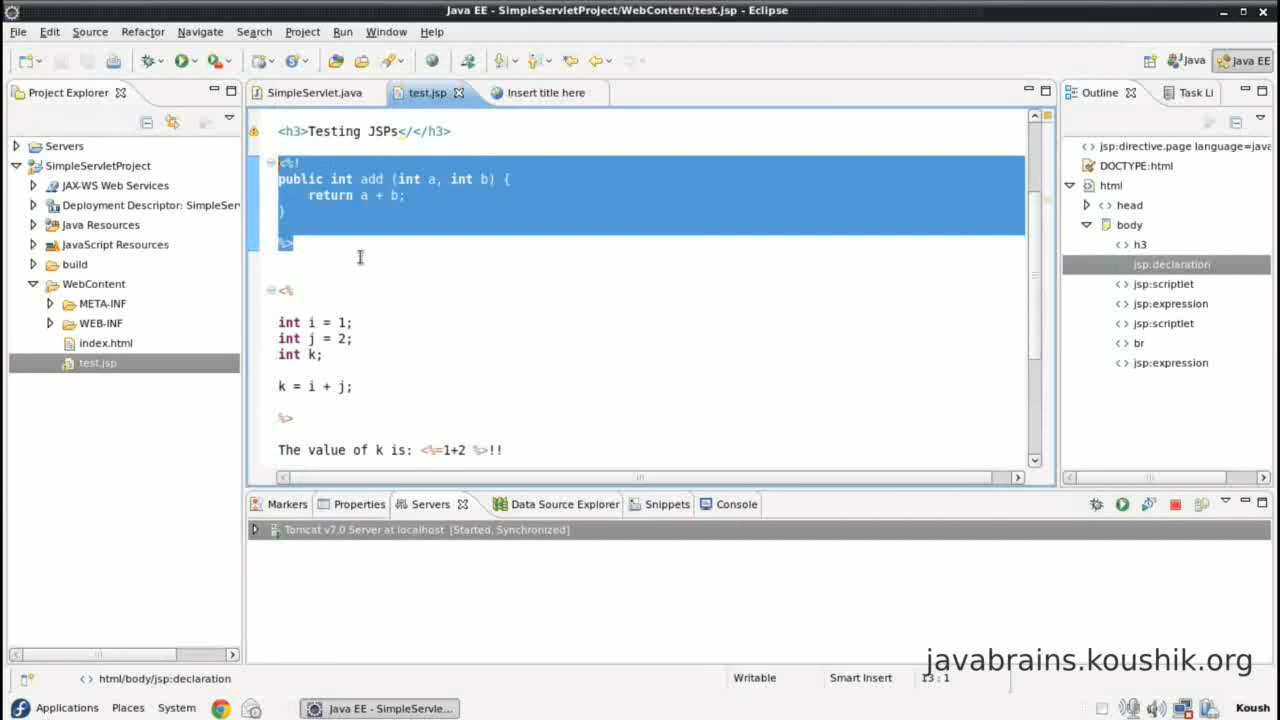 Java EE - SimpleServletProject/WebContent/test.jsp - Eclipse
File Edit Source Refactor Navigate Search Project Run Window Help
Java Java EE
Project Explorer
SimpleServlet.java test.jsp Insert title here
Outline Task Li
Servers
SimpleServletProject
JAX-WS Web Services
Deployment Descriptor: SimpleSer
Java Resources
JavaScript Resources
build
WebContent
META-INF
WEB-INF
index.html
test.jsp
<h3>Testing JSPs</</h3>
<%!
public int add (int a, int b) {
return a + b;
}
%>
<%
int i = 1;
int j = 2;
int k;
k = i + j;
%>
The value of k is: <%=1+2 %>!!
jsp:directive.page language=java
DOCTYPE:html
html
head
body
h3
jsp:declaration
jsp:scriptlet
jsp:expression
jsp:scriptlet
br
jsp:expression
Markers Properties Servers Data Source Explorer Snippets Console
Tomcat v7.0 Server at localhost [Started, Synchronized]
javabrains.koushik.org
html/body/jsp:declaration Writable Smart Insert 13 : 1
Applications Places System Java EE - SimpleServle... Koush